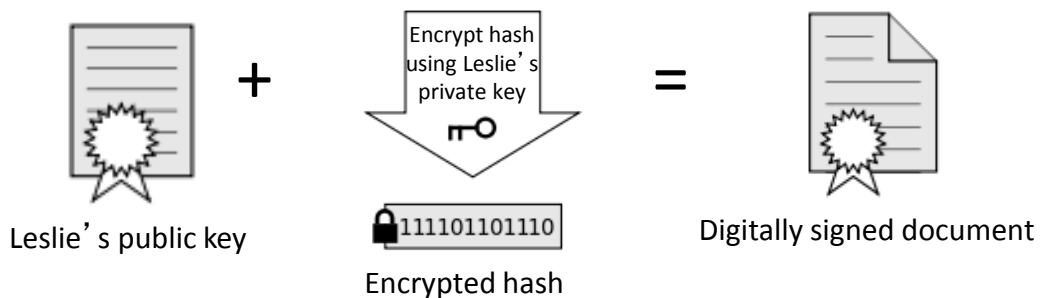 Encrypt hash
using Leslie’s
private key
+
=
111101101110
Leslie’s public key
Encrypted hash
Digitally signed document